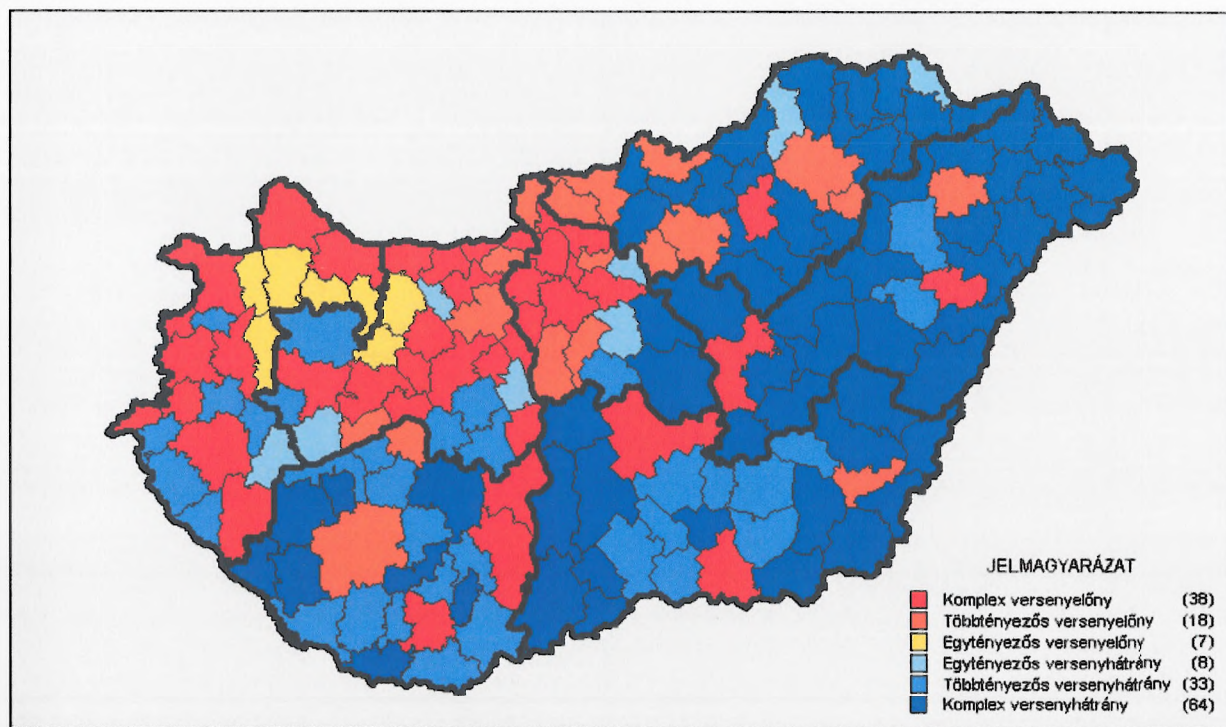 JELMAGYARÁZAT
Komplex versenyelőny (38)
Többtényezős versenyelőny (18)
Egytényezős versenyelőny (7)
Egytényezős versenyhátrány (8)
Többtényezős versenyhátrány (33)
Komplex versenyhátrány (64)